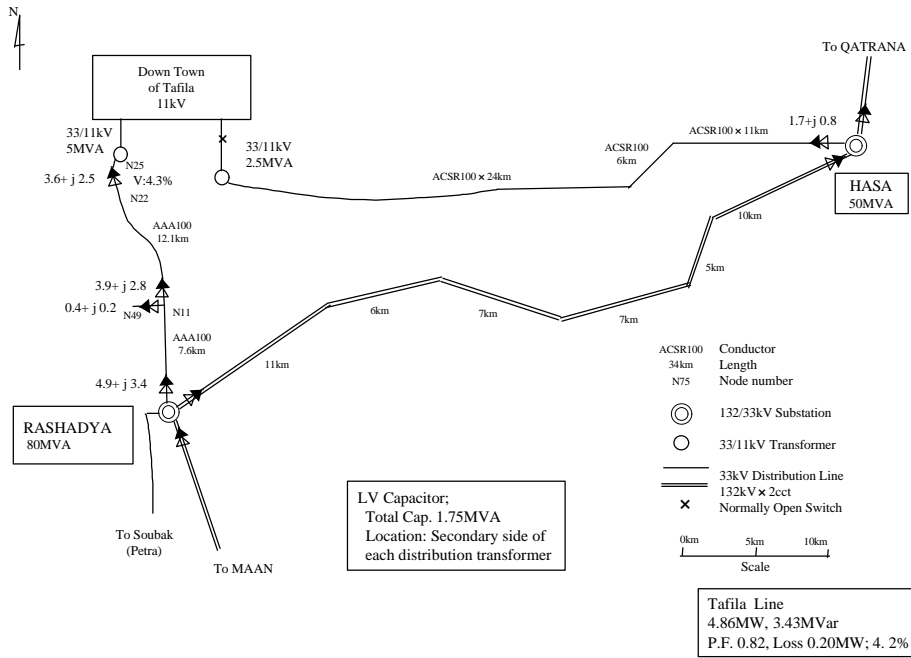 N
To QATRANA
Down Town
of Tafila
11kV
33/11kV
5MVA
33/11kV
2.5MVA
1.7+j 0.8
ACSR100 × 11km
ACSR100
6km
N25
3.6+ j 2.5
V:4.3%
N22
ACSR100 × 24km
HASA
50MVA
10km
AAA100
12.1km
5km
3.9+ j 2.8
0.4+ j 0.2
N49
N11
6km
7km
7km
AAA100
7.6km
11km
4.9+ j 3.4
RASHADYA
80MVA
ACSR100 Conductor
34km Length
N75 Node number
132/33kV Substation
33/11kV Transformer
33kV Distribution Line
132kV × 2cct
× Normally Open Switch
LV Capacitor;
Total Cap. 1.75MVA
Location: Secondary side of
each distribution transformer
To Soubak
(Petra)
To MAAN
0km 5km 10km
Scale
Tafila Line
4.86MW, 3.43MVar
P.F. 0.82, Loss 0.20MW; 4. 2%